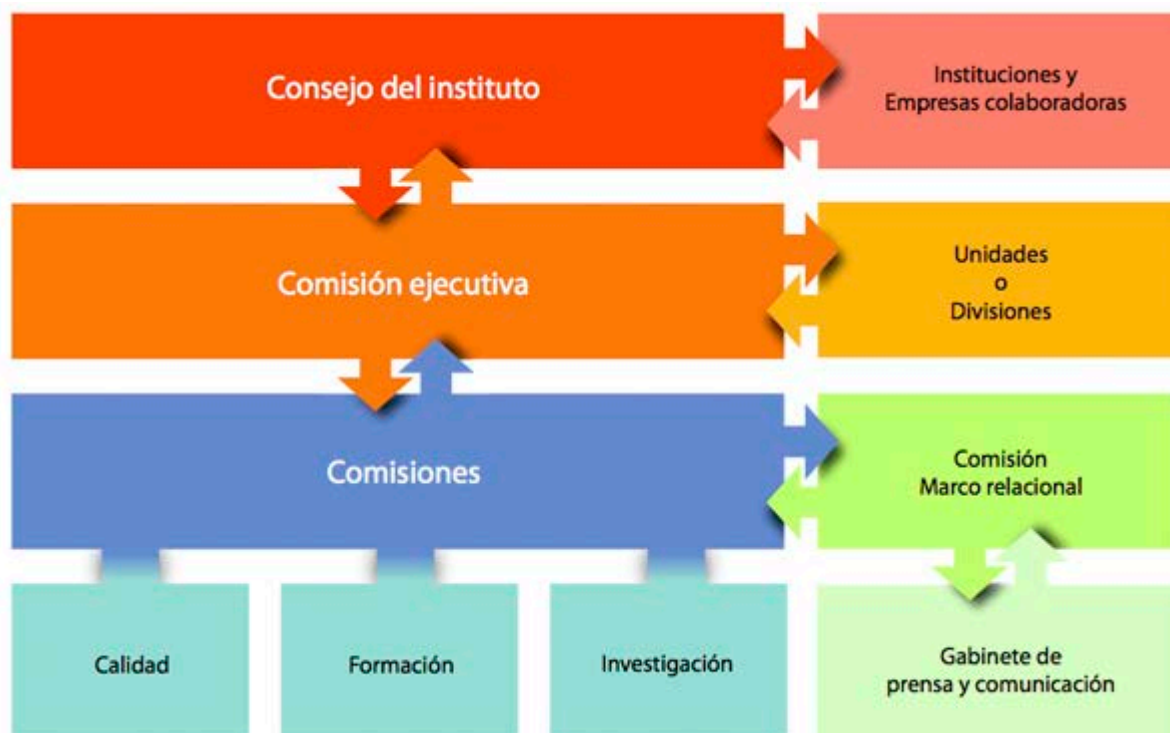 Consejo del instituto
Instituciones y
Empresas colaboradoras
Comisión ejecutiva
Unidades
o
Divisiones
Comisiones
Comisión
Marco relacional
Calidad
Formación
Investigación
Gabinete de
prensa y comunicación